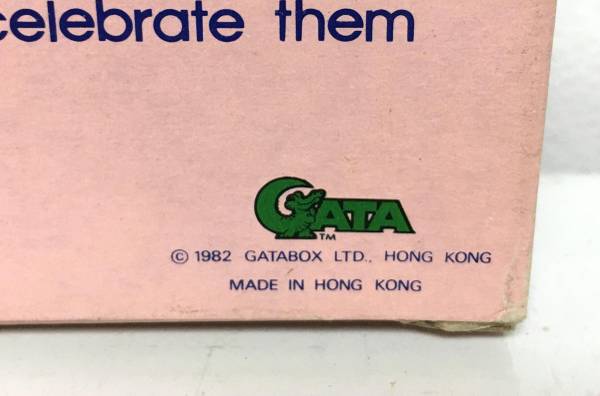 celebrate them
GATA
TM
© 1982 GATABOX LTD., HONG KONG
MADE IN HONG KONG